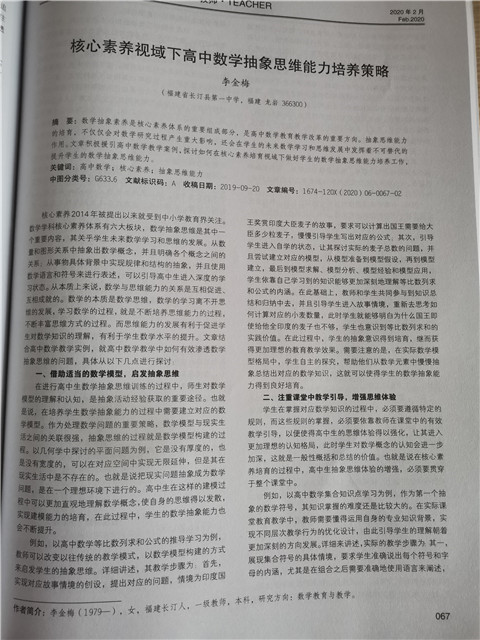 教师·TEACHER
2020 年 2 月
Feb.2020
核心素养视域下高中数学抽象思维能力培养策略
李金梅
（福建省长汀县第一中学，福建 龙岩 366300）
摘 要：数学抽象素养是核心素养体系的重要组成部分，是高中数学教育教学改革的重要方向。抽象思维能力
的培育，不仅仅会对数学研究过程产生重大影响，还会在学生的未来数学学习和思维发展中发挥着不可替代的
作用。文章积极援引高中数学教学案例，探讨如何在核心素养培育视域下做好学生的数学抽象思维能力培养工作，
提升学生的数学抽象思维能力。
关键词：高中数学；核心素养；抽象思维能力
中图分类号：G633.6 文献标识码：A 收稿日期：2019-09-20 文章编号：1674-120X（2020）06-0067-02
核心素养2014年被提出以来就受到中小学教育界关注。
数学学科核心素养体系有六大板块，数学抽象思维是其中一
个重要内容，其关乎学生未来数学学习和思维的发展。从数
量和图形关系中抽象出数学概念，并且明确各个概念之间的
关系，从事物具体背景中实现规律和结构的抽象，并且使用
数学语言和符号来进行表述，可以引导高中生进入深度的学
习状态。从本质上来说，数学与思维能力的关系是互相促进、
互相成就的。数学的本质是数学思维，数学的学习离不开思
维的发展，学习数学的过程，就是不断培养思维能力的过程，
不断丰富思维方式的过程。而思维能力的发展有利于促进学
生对数学知识的理解，有利于学生数学水平的提升。文章结
合高中数学教学实例，就高中数学教学中如何有效渗透数学
抽象思维的问题，具体从以下几点进行探讨。
一、借助适当的数学模型，启发抽象思维
在进行高中生数学抽象思维训练的过程中，师生对数学
模型的理解和认知，是抽象活动经验获取的重要途径。也就
是说，在培养学生数学抽象能力的过程中需要建立对应的数
学模型。作为处理数学问题的重要策略，数学模型与现实生
活之间的关联很强，抽象思维的过程就是数学模型构建的过
程。以几何学中探讨的平面问题为例，它是没有厚度的，也
是没有宽度的，可以在对应空间中实现无限延伸，但是其在
现实生活中是不存在的。也就是说把现实问题抽象成为数学
问题，是在一个理想环境下进行的。高中生在这样的建模过
程中可以更加直观地理解数学概念，使自身的思维得以发散，
实现建模能力的培育，在此过程中，学生的数学抽象能力也
会不断提升。
例如，以高中数学等比数列求和公式的推导学习为例，
教师可以改变以往传统的教学模式，以数学模型构建的方式
来启发学生的抽象思维。详细讲述，其教学步骤为：首先，
实现对应故事情境的创设，提出对应的问题，情境为印度国
王奖赏印度大臣麦子的故事，要求可以计算出国王需要给大
臣多少粒麦子，慢慢引导学生写出对应的公式。其次，引导
学生进入自学的状态，让其探讨实际的麦子总数的问题，并
且尝试建立对应的模型，从模型准备到模型假设，再到模型
建立，最后到模型求解、模型分析、模型检验和模型应用，
学生依靠自己学习到的知识能够更加深刻地理解等比数列求
和公式的内涵。在此基础上，教师和学生共同参与到知识总
结和归纳中去，并且引导学生进入故事情境，重新去思考如
何计算对应的小麦数量，此时学生就能够明白为什么国王即
使给他全印度的麦子也不够，学生也意识到等比数列求和的
实践价值。在此过程中，学生的抽象意识得到培育，继而获
得更加理想的教育教学效果。需要注意的是，在实际数学模
型格局中，学生自主的探究，帮助他们从数学元素中慢慢抽
象总结出对应的数学知识，这就可以使得学生的数学抽象能
力得到良好培育。
二、注重课堂中教学引导，增强思维体验
学生在掌握对应数学知识的过程中，必须要遵循特定的
规则，而这些规则的掌握，必须要依靠教师在课堂中的有效
教学引导，以便使得高中生的思维体验得以强化，让其进入
更加理想的认知格局，此时学生对数学概念的认知会进一步
加深，这就是一般性概括和总结的价值。也就是说在核心素
养培育的过程中，高中生抽象思维体验的增强，必须要贯穿
于整个课堂中。
例如，以高中数学集合知识点学习为例，作为第一个抽
象的数学符号，其知识掌握的难度还是比较大的。在实际课
堂教育教学中，教师需要懂得运用自身的专业知识背景，实
现不同层次教学行为的优化设计，由此引导学生的理解朝着
更加深刻的方向发展。详细来讲述，实际的教学步骤为：其一，
展现集合符号的具体情境，要求学生准确说出每个符号和字
母的内涵，尤其是在组合之后需要准确地使用语言来阐述，
作者简介：李金梅（1979—），女，福建长汀人，一级教师，本科，研究方向：数学教育与教学。
067